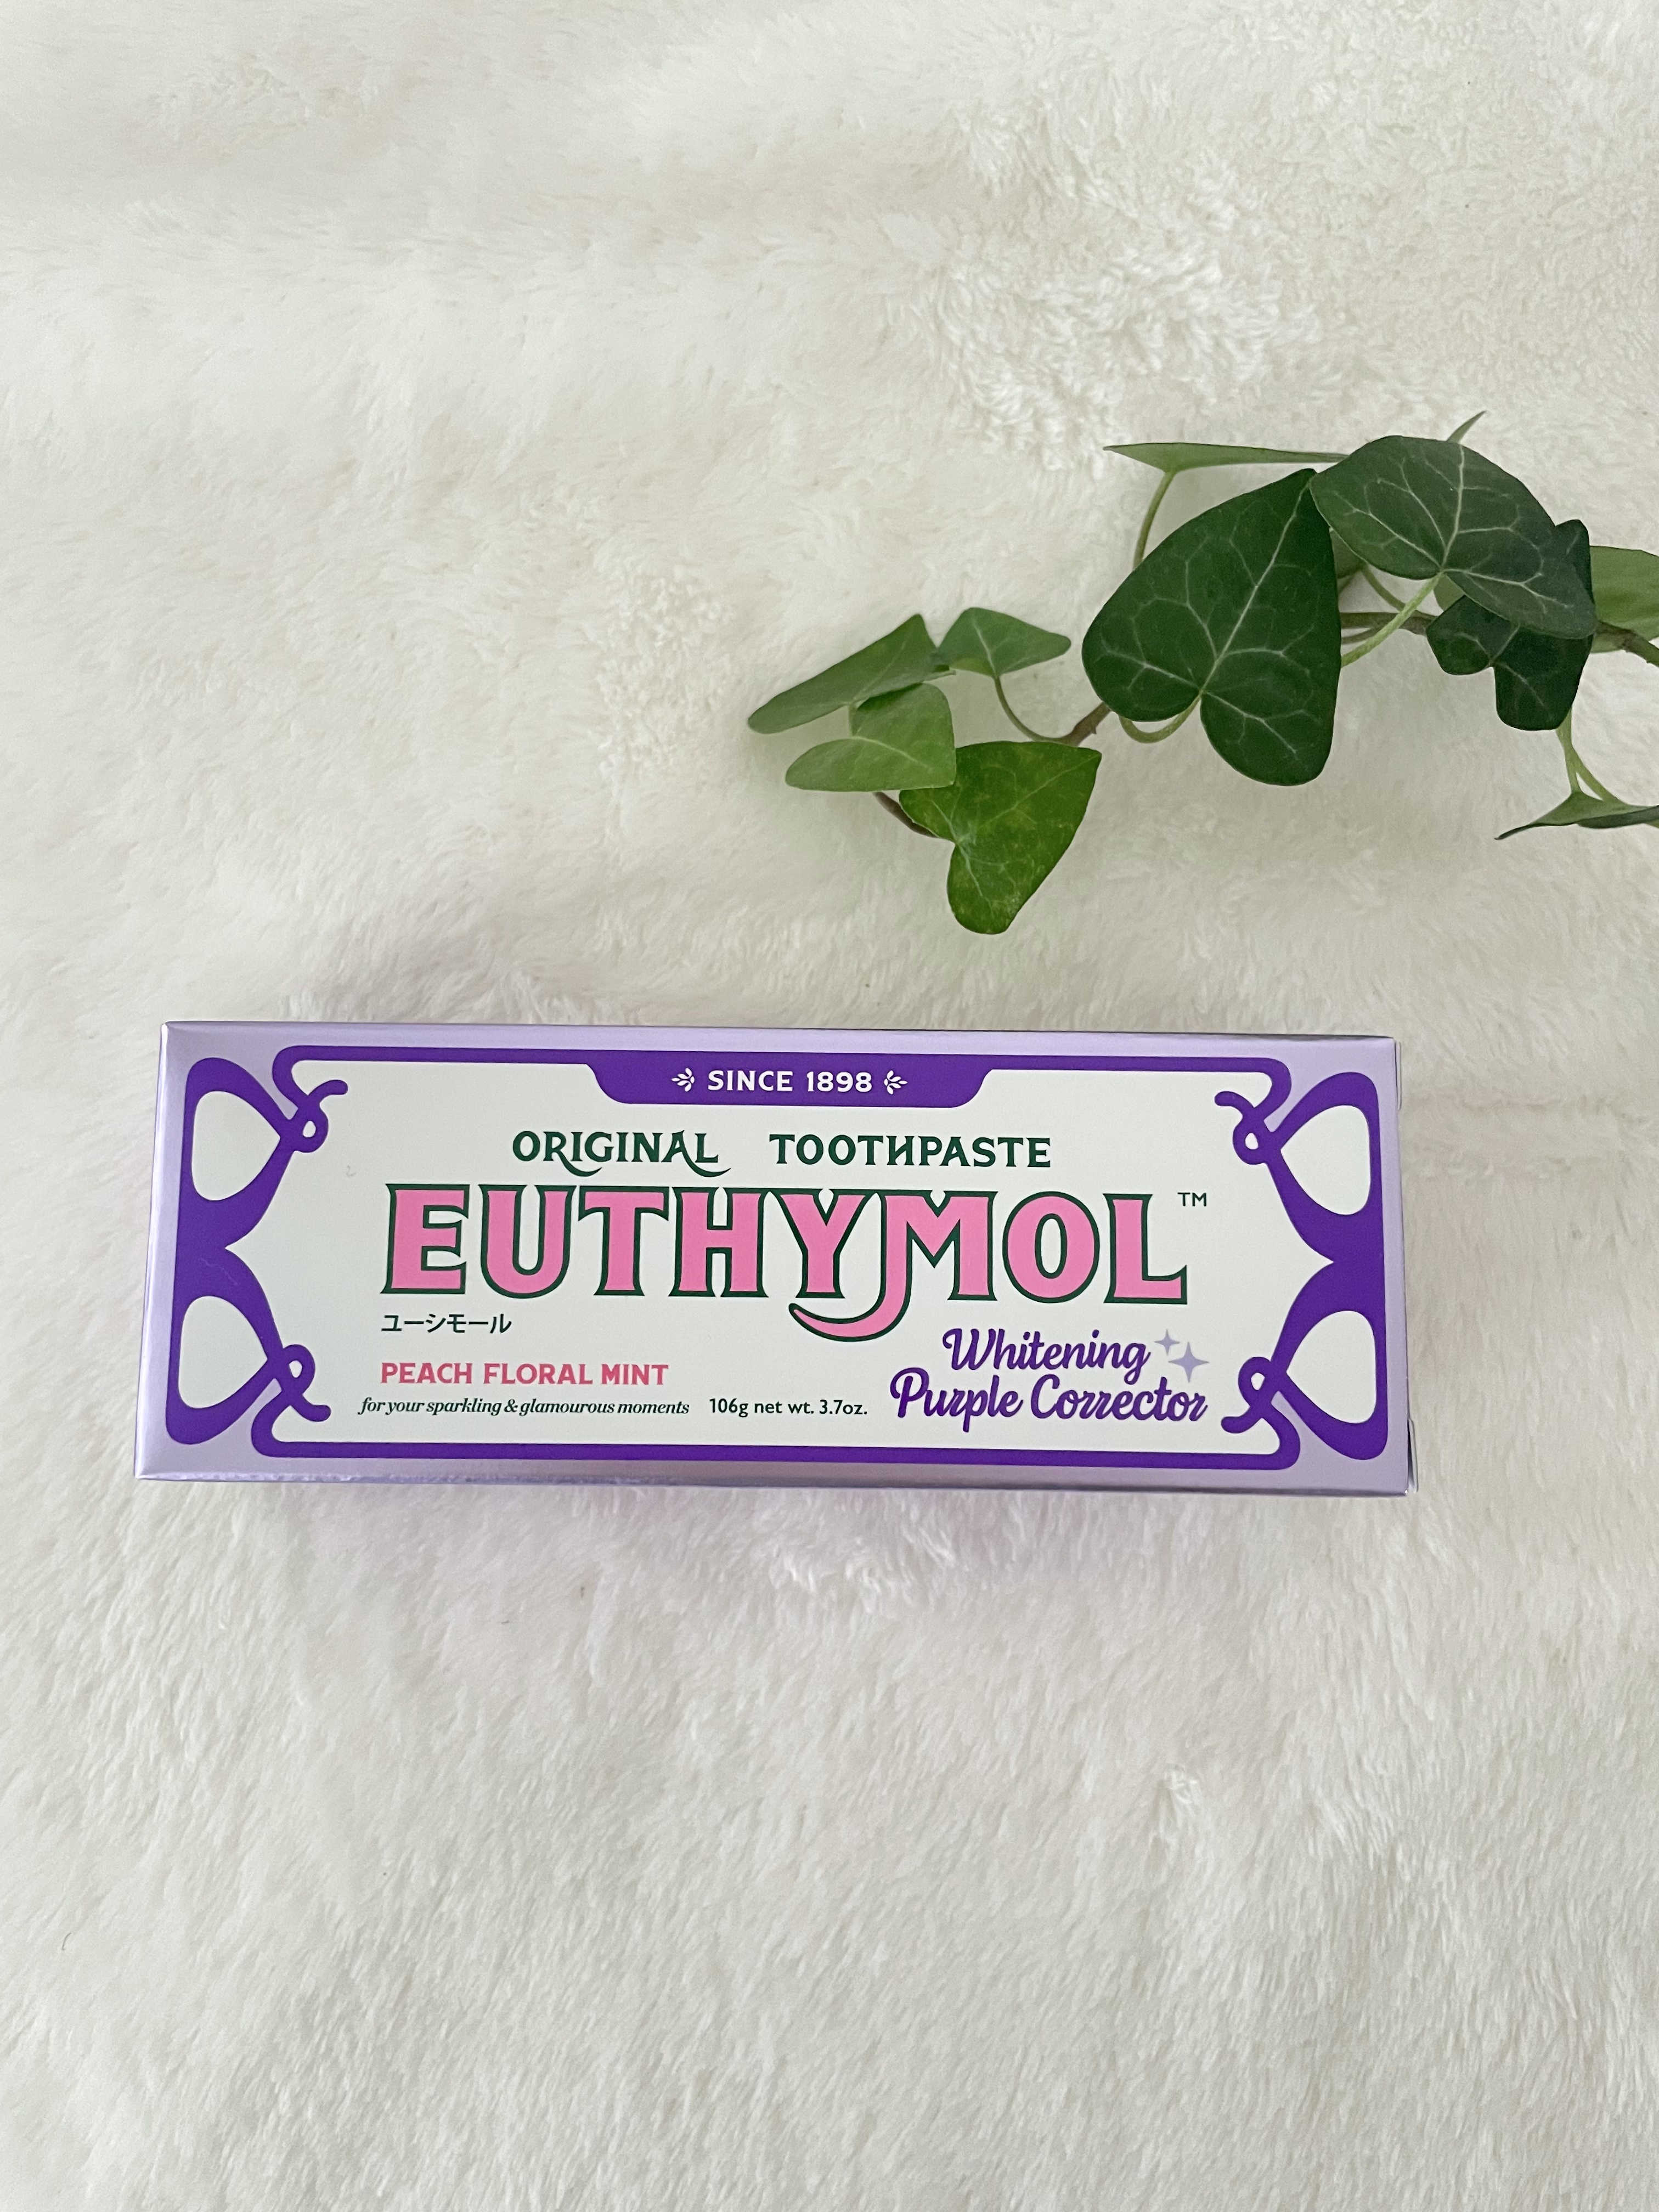 SINCE 1898
ORIGINAL TOOTHPASTE
EUTHYMOL™
ユーシモール
PEACH FLORAL MINT
for your sparkling & glamourous moments 106g net wt. 3.7oz.
Whitening
Purple Corrector